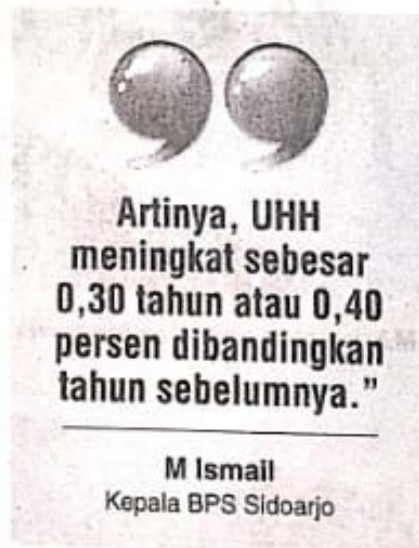 Artinya, UHH
meningkat sebesar
0,30 tahun atau 0,40
persen dibandingkan
tahun sebelumnya.”
M Ismail
Kepala BPS Sidoarjo